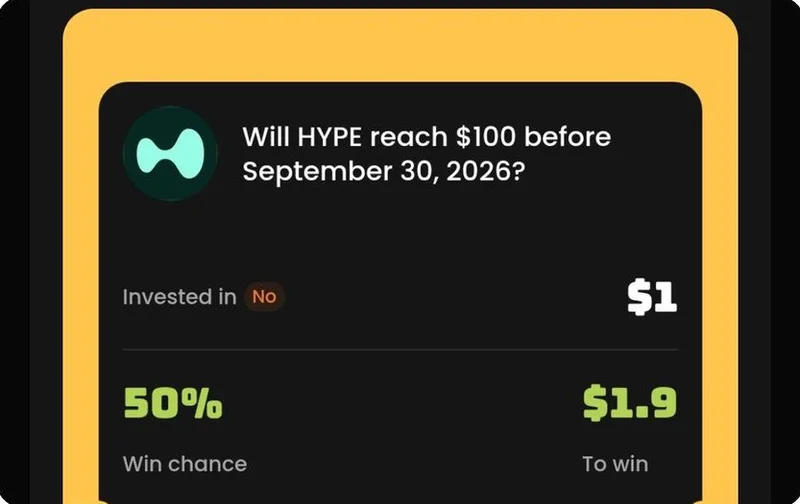 Will HYPE reach $100 before
September 30, 2026?
Invested in No
$1
50%
$1.9
Win chance
To win